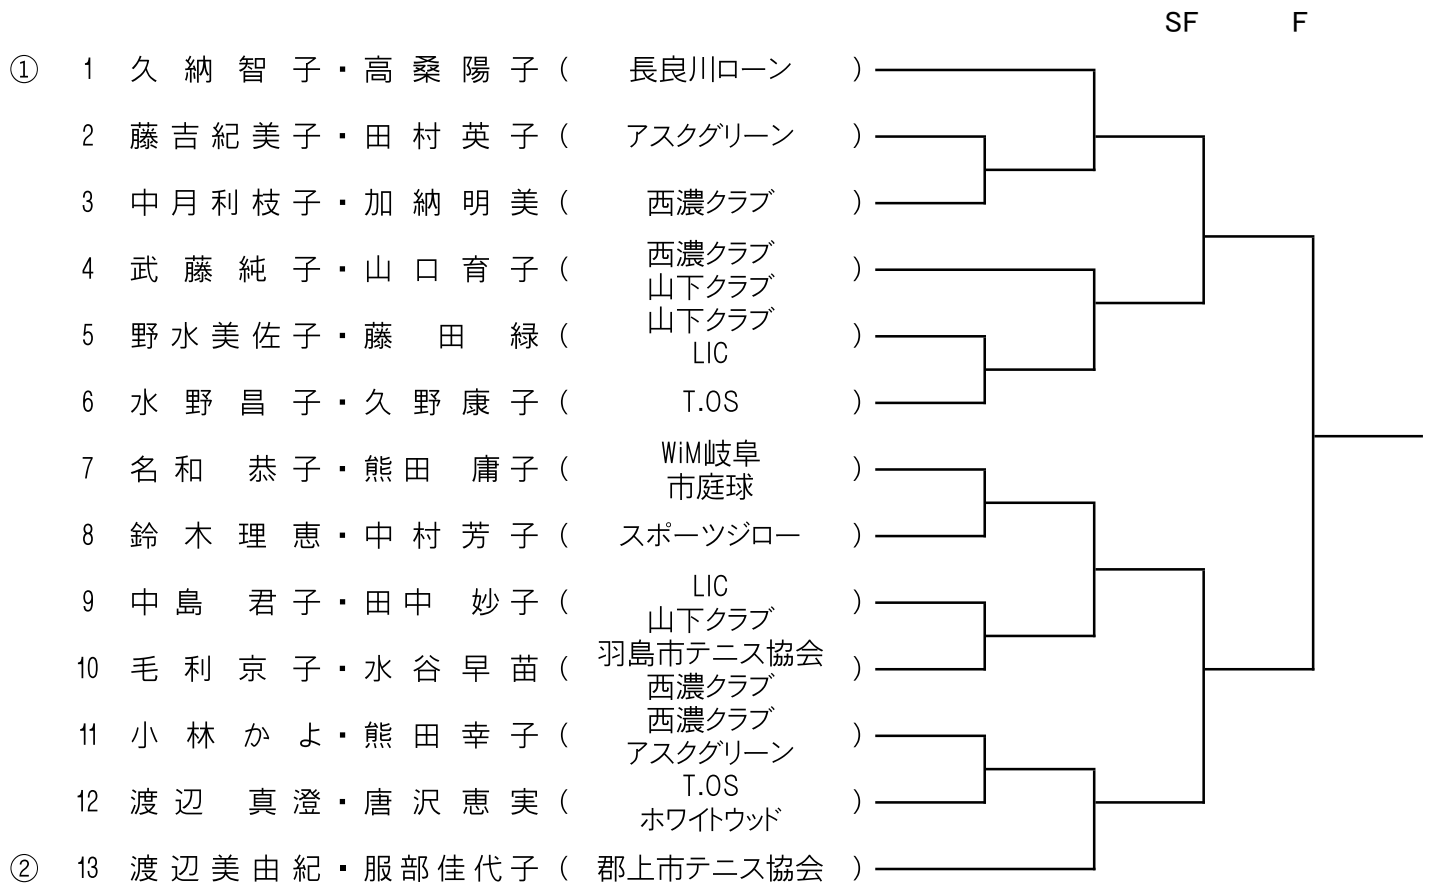 SF F
① 1 久納智子・高桑陽子 ( 長良川ローン )
2 藤吉紀美子・田村英子 ( アスクグリーン )
3 中月利枝子・加納明美 ( 西濃クラブ )
西濃クラブ
4 武藤純子・山口育子 ( )
山下クラブ
山下クラブ
5 野水美佐子・藤田緑 ( )
LIC
6 水野昌子・久野康子 ( T.OS )
WiM岐阜
7 名和恭子・熊田庸子 ( )
市庭球
8 鈴木理恵・中村芳子 ( スポーツジロー )
LIC
9 中島君子・田中妙子 ( )
山下クラブ
羽島市テニス協会
10 毛利京子・水谷早苗 ( )
西濃クラブ
西濃クラブ
11 小林かよ・熊田幸子 ( )
アスクグリーン
T.OS
12 渡辺真澄・唐沢恵実 ( )
ホワイトウッド
② 13 渡辺美由紀・服部佳代子 ( 郡上市テニス協会 )